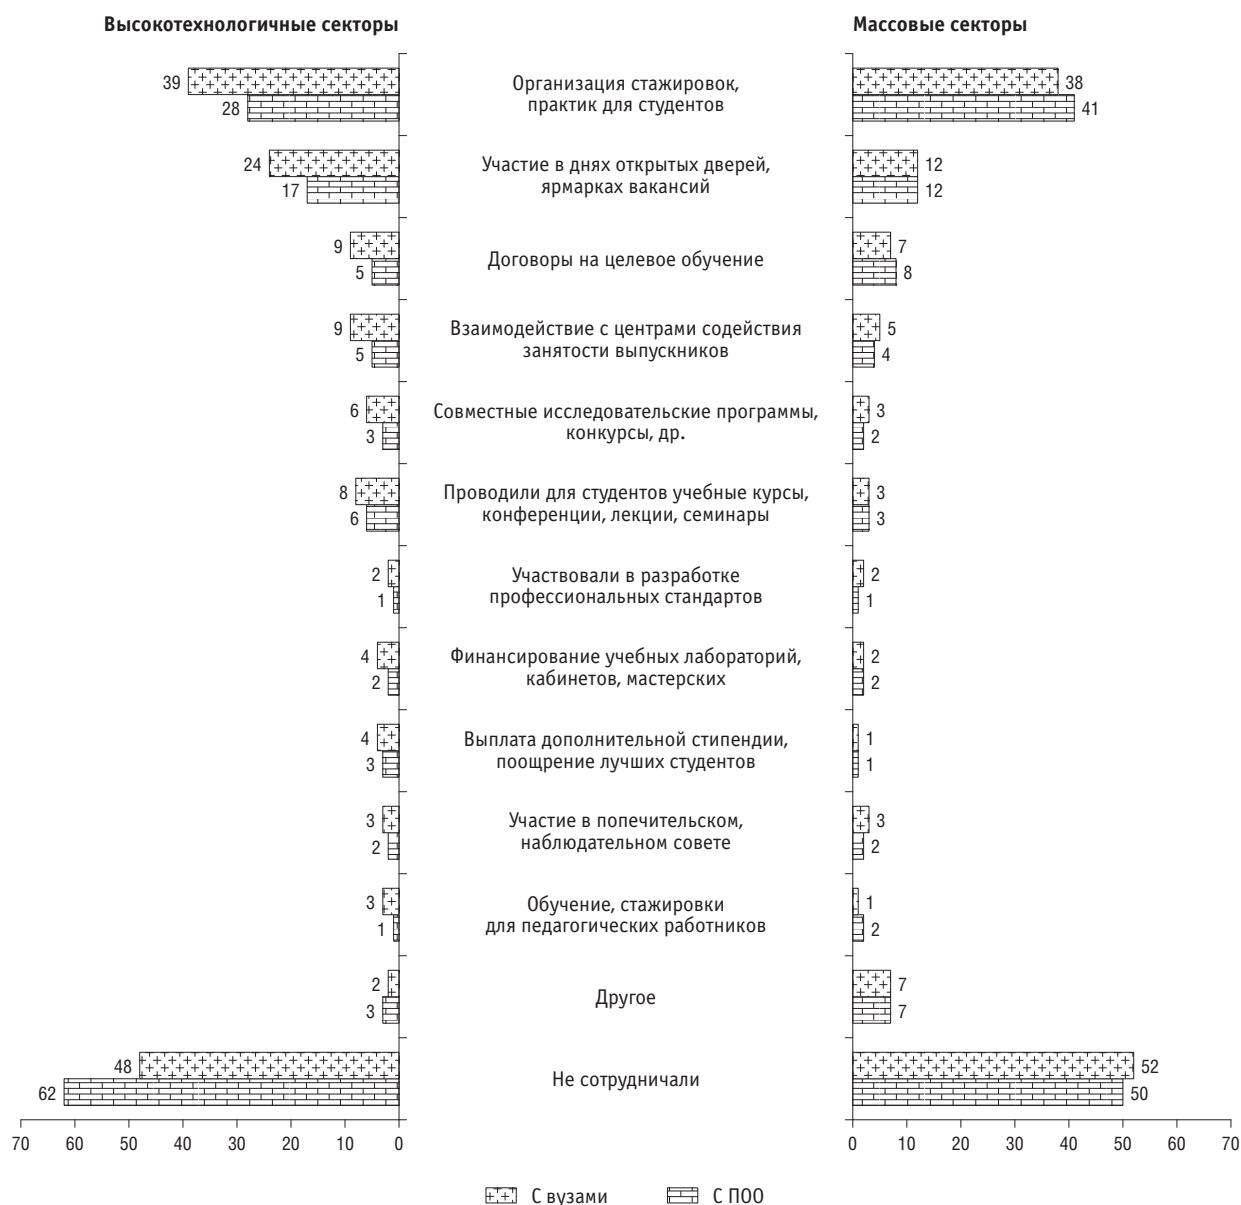 Высокотехнологичные секторы
Массовые секторы
39
28
Организация стажировок,
практик для студентов
38
41
24
17
Участие в днях открытых дверей,
ярмарках вакансий
12
12
9
5
Договоры на целевое обучение
7
8
9
5
Взаимодействие с центрами содействия
занятости выпускников
5
4
6
3
Совместные исследовательские программы,
конкурсы, др.
3
2
8
6
Проводили для студентов учебные курсы,
конференции, лекции, семинары
3
3
2
1
Участвовали в разработке
профессиональных стандартов
2
1
4
2
Финансирование учебных лабораторий,
кабинетов, мастерских
2
2
4
3
Выплата дополнительной стипендии,
поощрение лучших студентов
1
1
3
2
Участие в попечительском,
наблюдательном совете
3
2
3
1
Обучение, стажировки
для педагогических работников
1
2
2
3
Другое
7
7
48
62
Не сотрудничали
52
50
70 60 50 40 30 20 10 0
0 10 20 30 40 50 60 70
С вузами
С ПОО